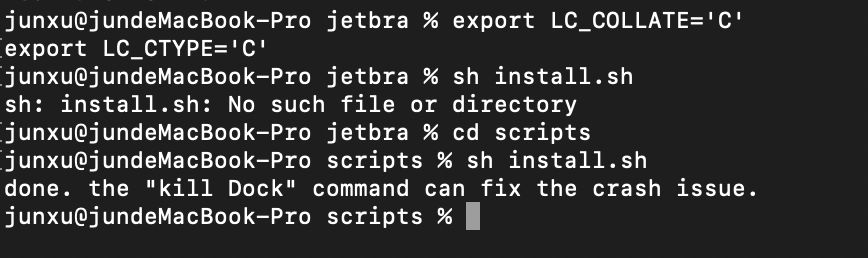 junxu@jundeMacBook-Pro jetbra % export LC_COLLATE='C'
export LC_CTYPE='C'
junxu@jundeMacBook-Pro jetbra % sh install.sh
sh: install.sh: No such file or directory
junxu@jundeMacBook-Pro jetbra % cd scripts
junxu@jundeMacBook-Pro scripts % sh install.sh
done. the "kill Dock" command can fix the crash issue.
junxu@jundeMacBook-Pro scripts %